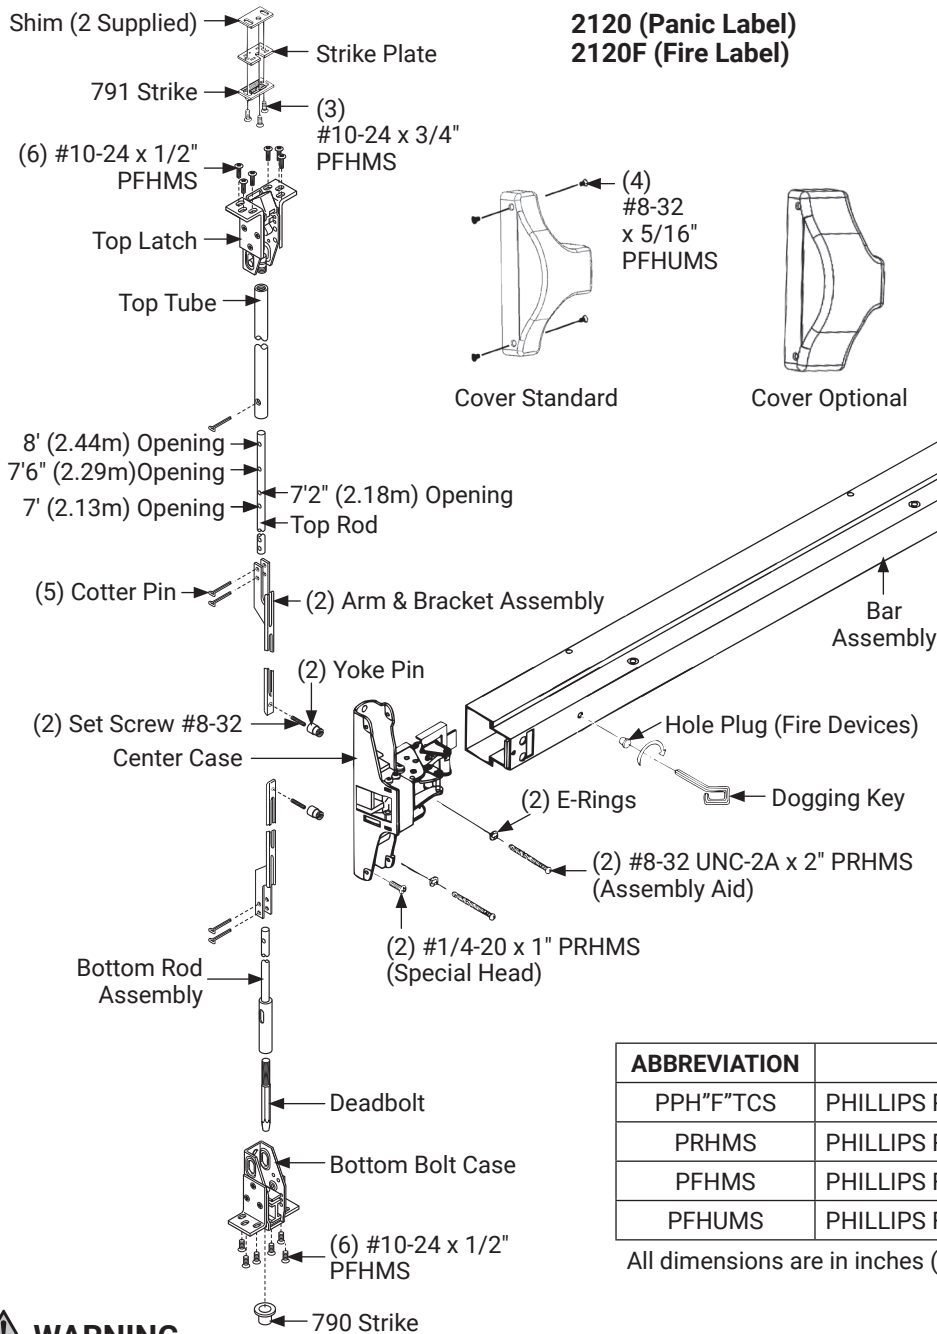 2120 (Panic Label)
2120F (Fire Label)
Shim (2 Supplied)
Strike Plate
791 Strike
(3)
#10-24 x 3/4"
PFHMS
(6) #10-24 x 1/2"
PFHMS
Top Latch
Top Tube
(4)
#8-32
x 5/16"
PFHUMS
Cover Standard
Cover Optional
8' (2.44m) Opening
7'6" (2.29m)Opening
7'2" (2.18m) Opening
7' (2.13m) Opening
Top Rod
(5) Cotter Pin
(2) Arm & Bracket Assembly
Bar
Assembly
(2) Yoke Pin
(2) Set Screw #8-32
Center Case
Hole Plug (Fire Devices)
Dogging Key
(2) E-Rings
(2) #8-32 UNC-2A x 2" PRHMS
(Assembly Aid)
(2) #1/4-20 x 1" PRHMS
(Special Head)
Bottom Rod
Assembly
Deadbolt
Bottom Bolt Case
(6) #10-24 x 1/2"
PFHMS
790 Strike
ABBREVIATION
PPH"F"TCS PHILLIPS
PRHMS PHILLIPS
PFHMS PHILLIPS
PFHUMS PHILLIPS
All dimensions are in inches (
WARNING